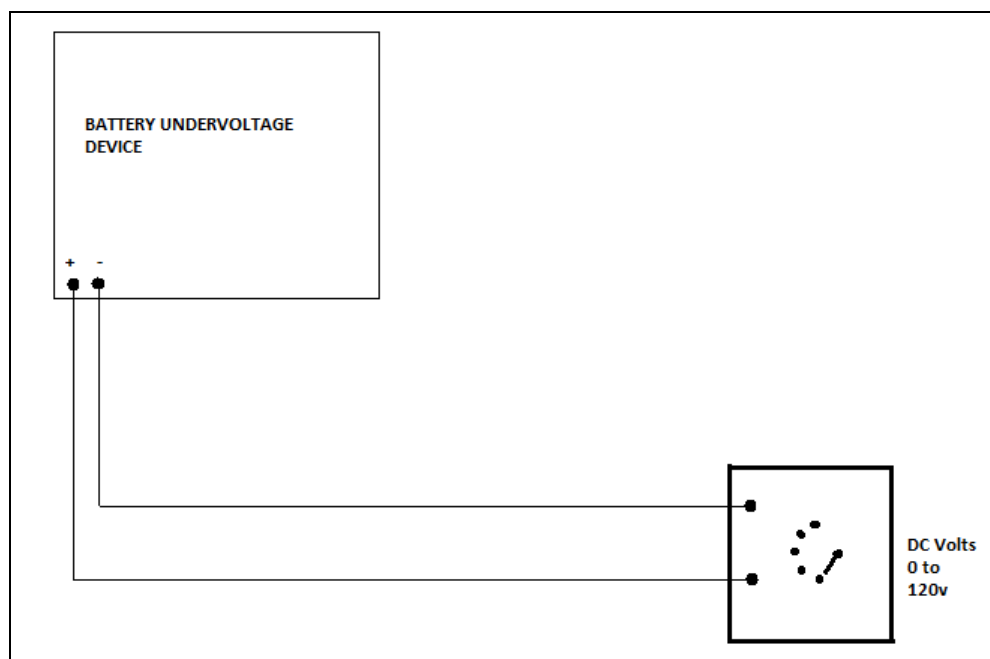 BATTERY UNDERVOLTAGE
DEVICE
+ -
DC Volts
0 to
120v